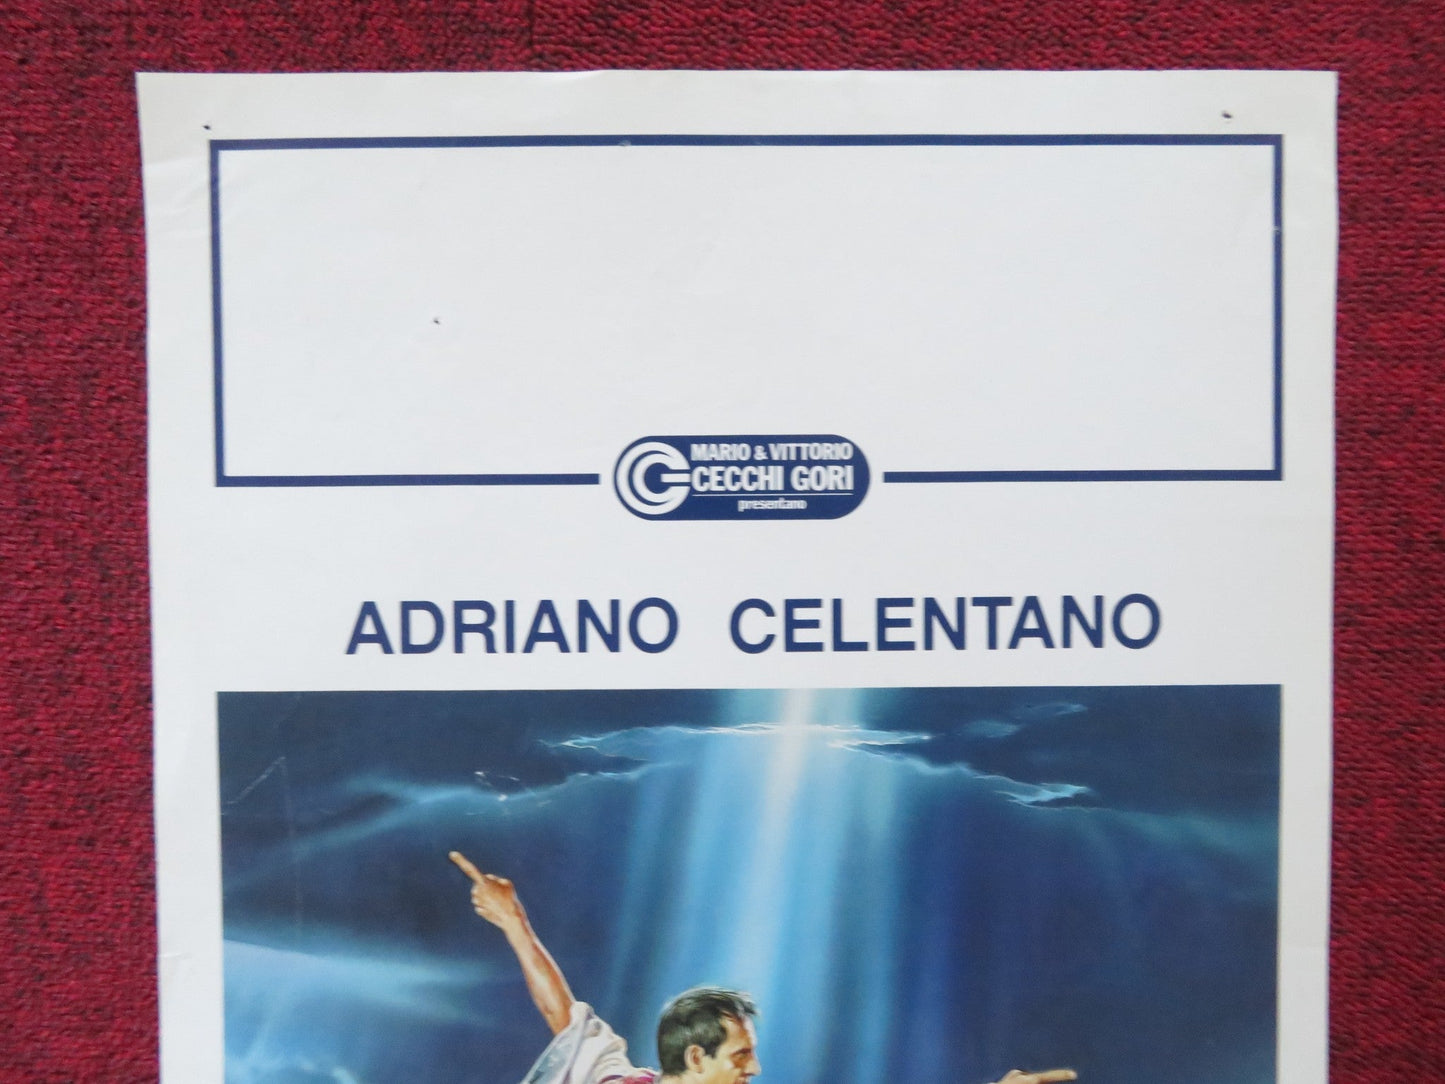 MARIO & VITTORIO
CECCHI GORI
presentano
ADRIANO CELENTANO